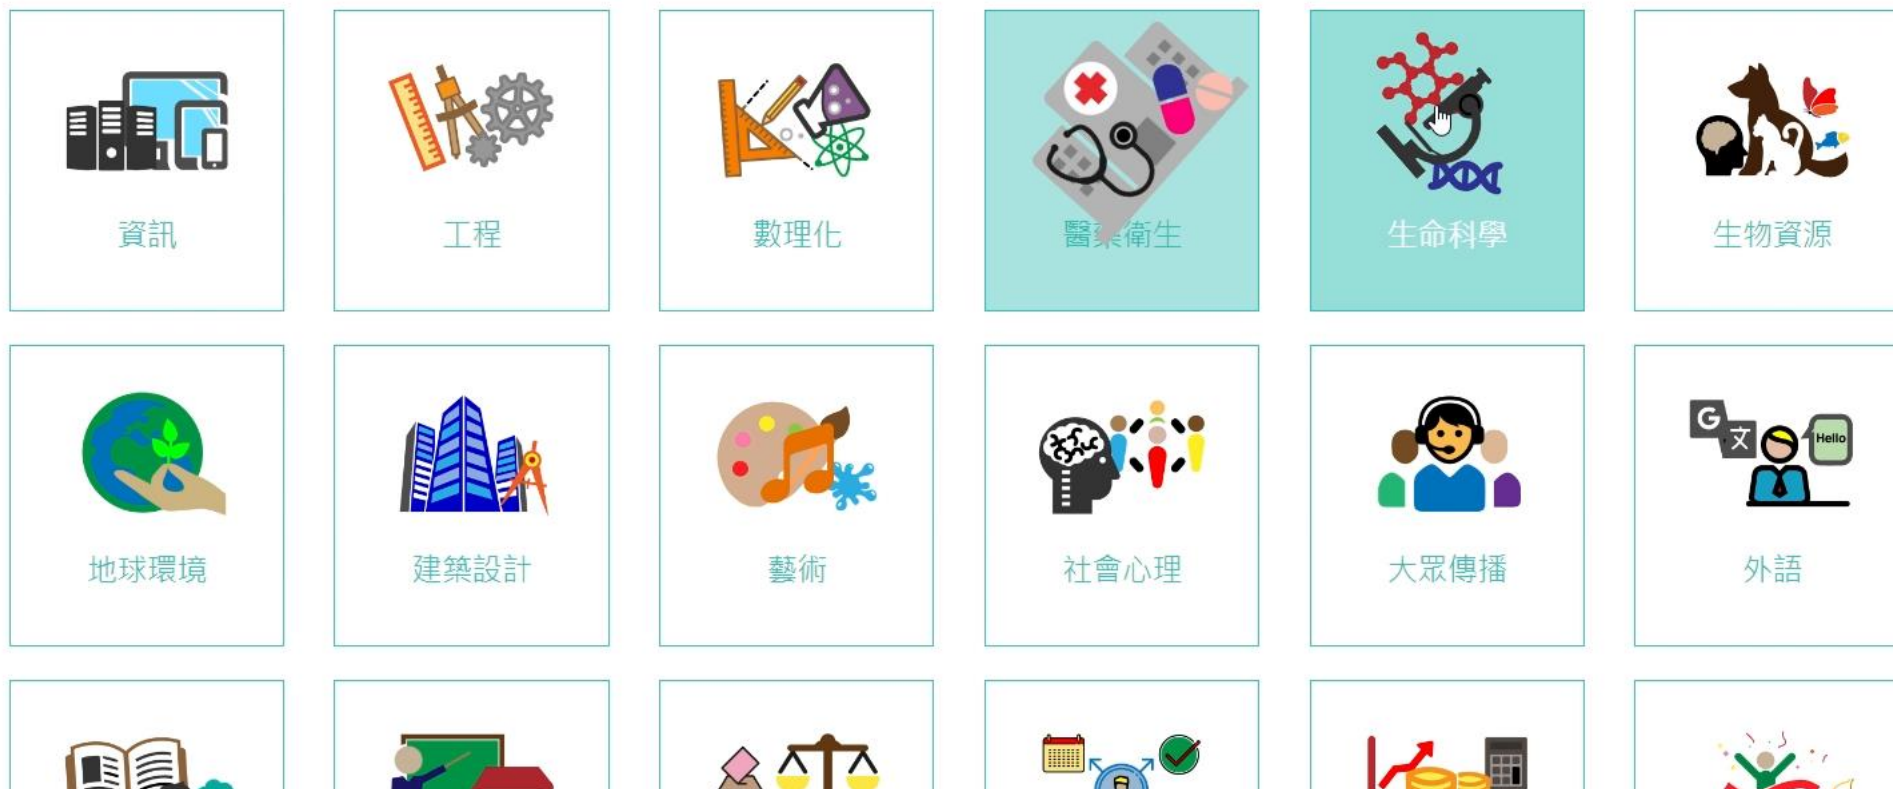 資訊
工程
數理化
醫藥衛生
生命科學
生物資源
G
文
Hello
地球環境
建築設計
藝術
社會心理
大眾傳播
外語